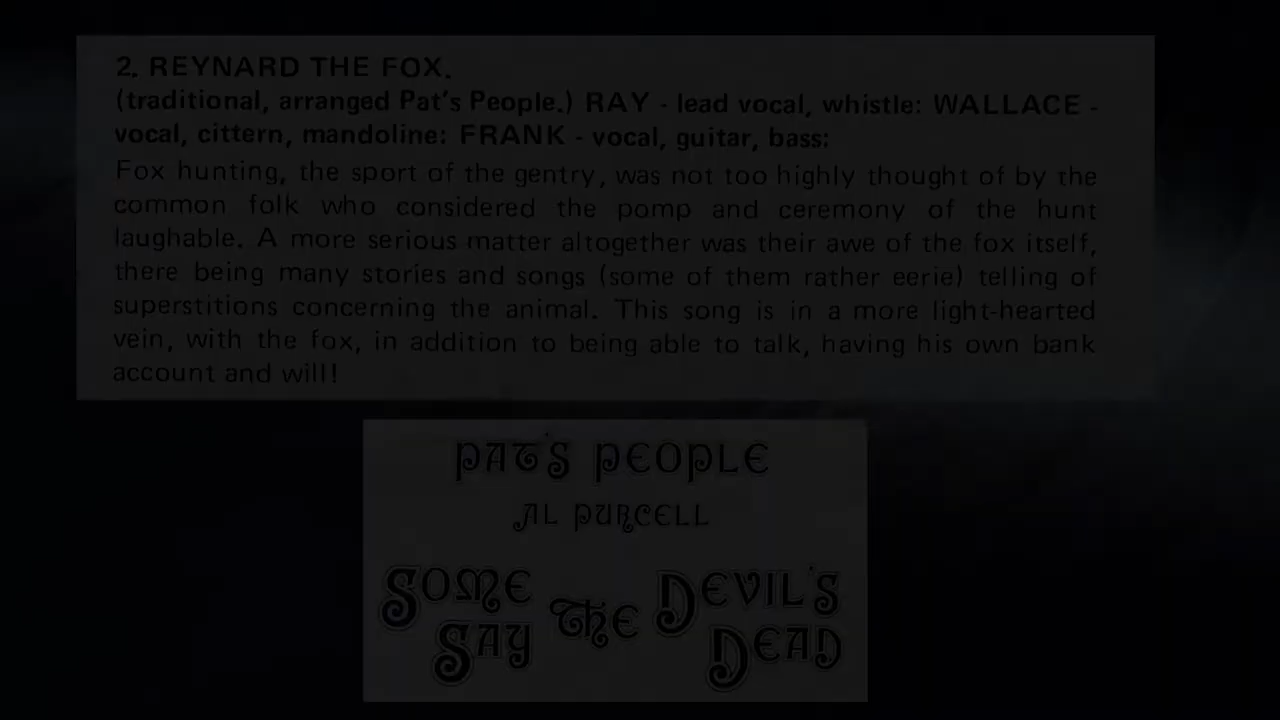 2. REYNARD THE FOX.
(traditional, arranged Pat's People.) RAY - lead vocal, whistle: WALLACE -
vocal, cittern, mandoline: FRANK - vocal, guitar, bass:
Fox hunting, the sport of the gentry, was not too highly thought of by the
common folk who considered the pomp and ceremony of the hunt
laughable. A more serious matter altogether was their awe of the fox itself,
there being many stories and songs (some of them rather eerie) telling of
superstitions concerning the animal. This song is in a more light-hearted
vein, with the fox, in addition to being able to talk, having his own bank
account and will!
PAT'S PEOPLE
AL PURCELL
SOME
SAY
THE
DEVIL'S
DEAD